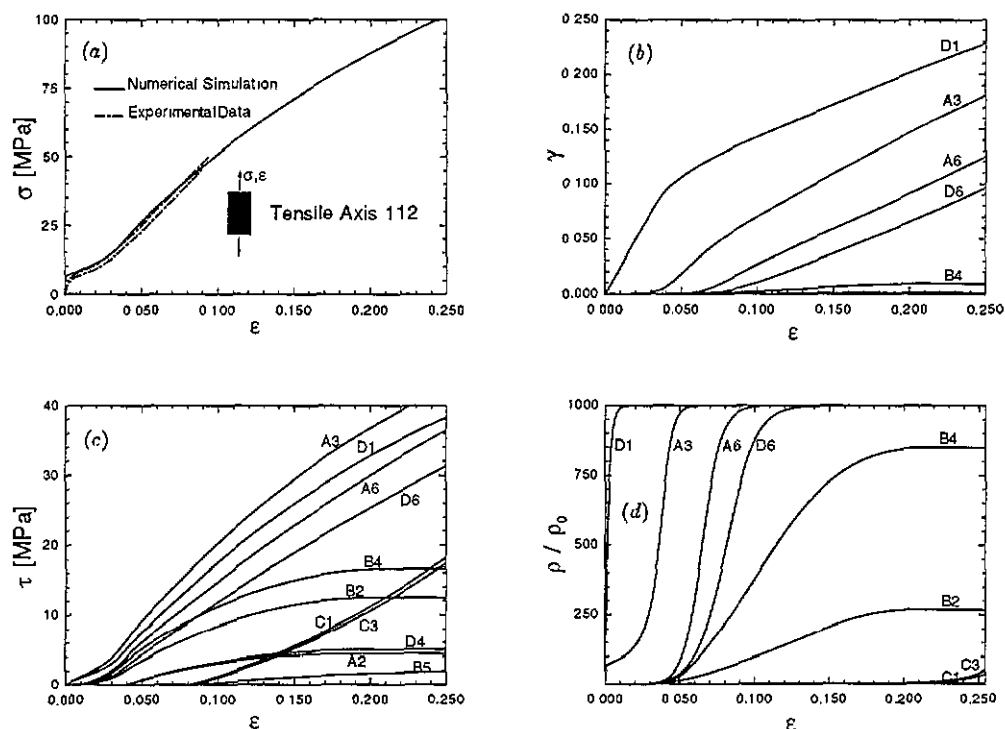 (a)
Numerical Simulation
Experimental Data
σ,ε
Tensile Axis 112
σ [MPa]
100
75
50
25
0
0.000 0.050 0.100 0.150 0.200 0.250
ε
(b)
D1
A3
A6
D6
B4
γ
0 250
0.200
0.150
0 100
0 050
0.000
0.000 0.050 0.100 0.150 0.200 0.250
ε
(c)
A3
D1
A6
D6
B4
B2
C1
C3
D4
A2
B5
τ [MPa]
40
30
20
10
0
0.000 0.050 0.100 0.150 0.200 0.250
ε
(d)
D1
A3
A6
D6
B4
B2
C3
C1
ρ / ρ0
1000
750
500
250
0.000 0.050 0.100 0.150 0.200 0.250
ε